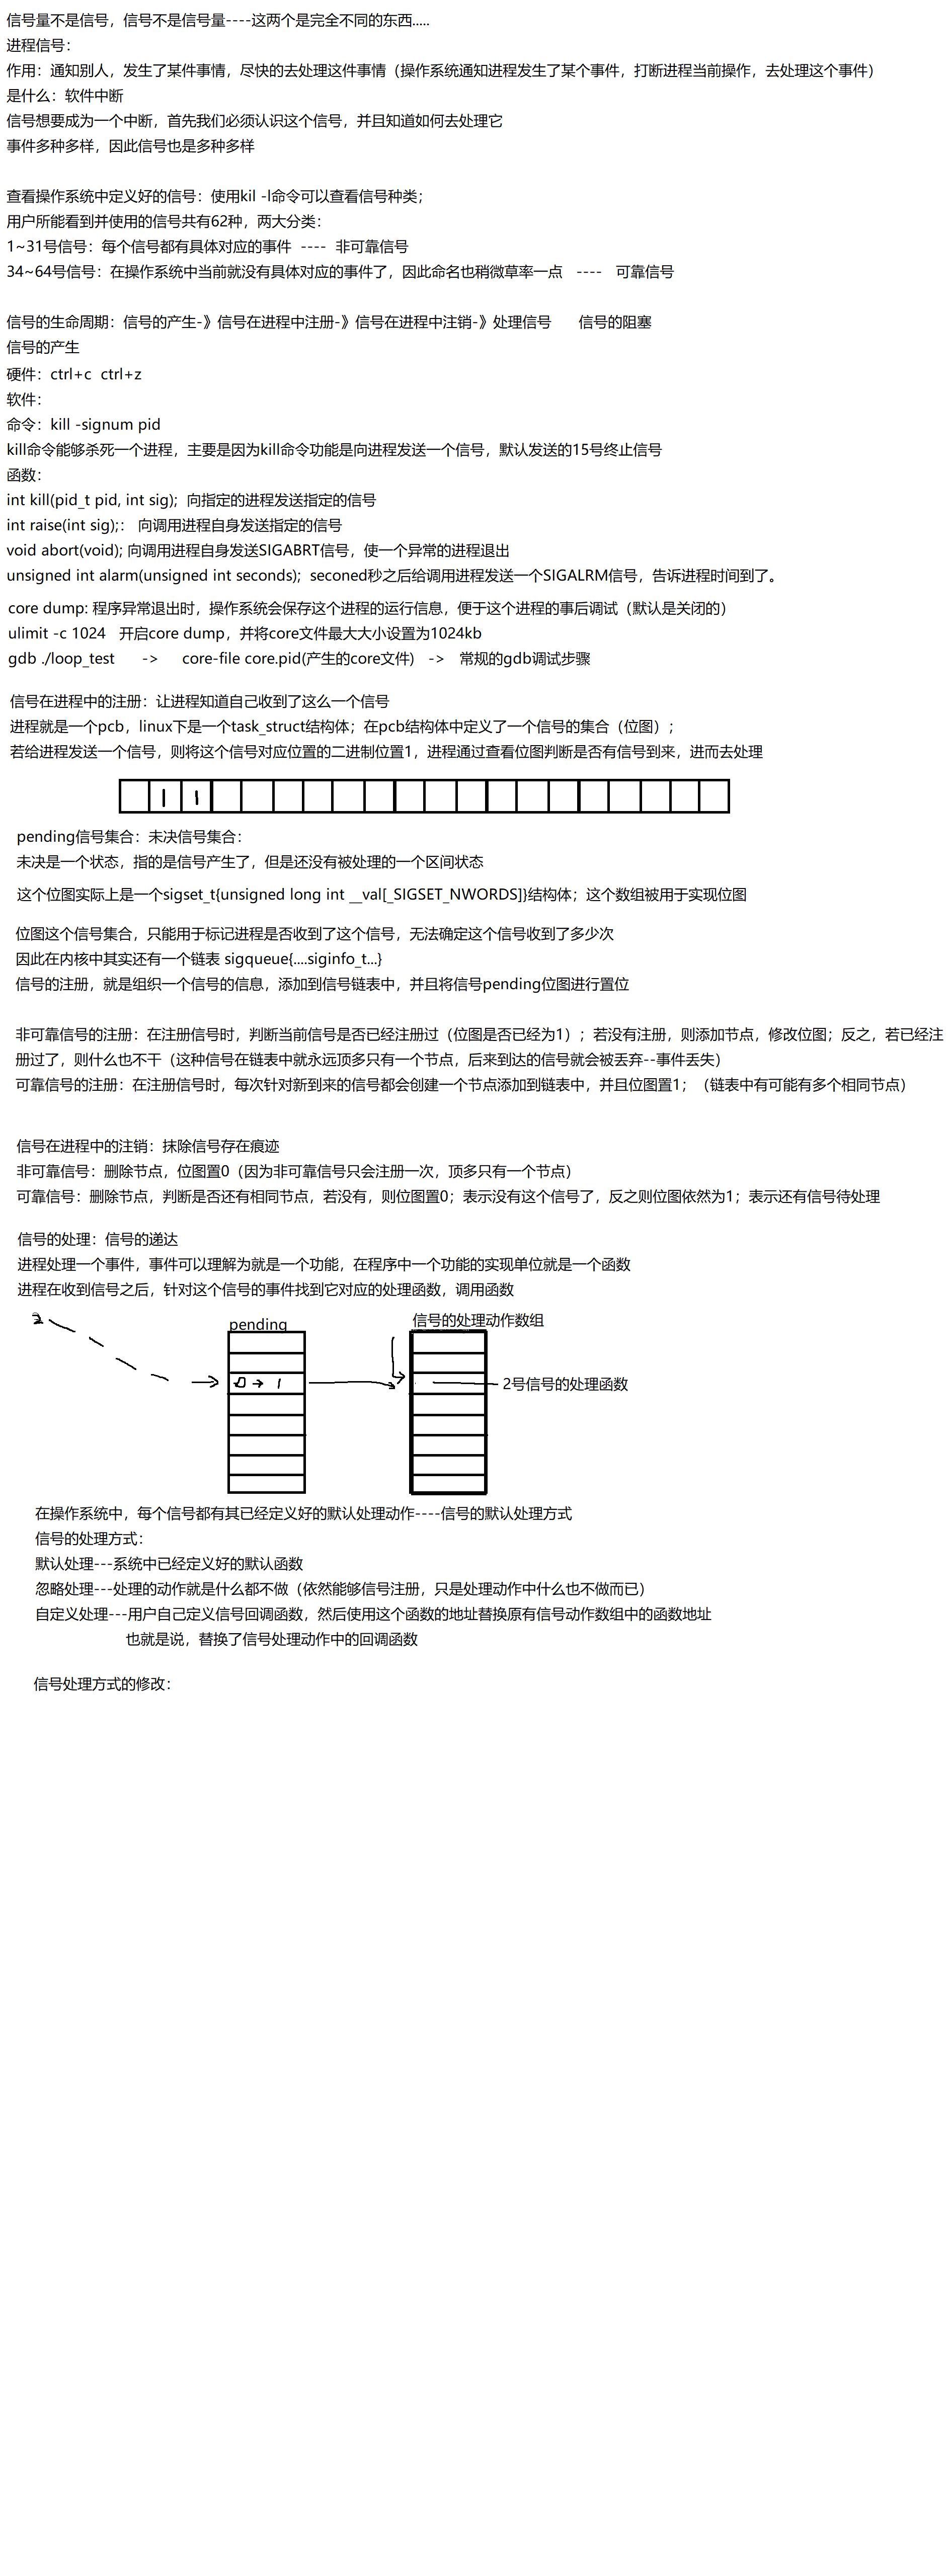 信号量不是信号，信号不是信号量----这两个是完全不同的东西.....
进程信号：
作用：通知别人，发生了某件事情，尽快的去处理这件事情（操作系统通知进程发生了某个事件，打断进程当前操作，去处理这个事件）
是什么：软件中断
信号想要成为一个中断，首先我们必须认识这个信号，并且知道如何去处理它
事件多种多样，因此信号也是多种多样
查看操作系统中定义好的信号：使用kil -l命令可以查看信号种类；
用户所能看到并使用的信号共有62种，两大分类：
1~31号信号：每个信号都有具体对应的事件 ---- 非可靠信号
34~64号信号：在操作系统中当前就没有具体对应的事件了，因此命名也稍微草率一点 ---- 可靠信号
信号的生命周期：信号的产生-》信号在进程中注册-》信号在进程中注销-》处理信号 信号的阻塞
信号的产生
硬件：ctrl+c ctrl+z
软件：
命令：kill -signum pid
kill命令能够杀死一个进程，主要是因为kill命令功能是向进程发送一个信号，默认发送的15号终止信号
函数：
int kill(pid_t pid, int sig); 向指定的进程发送指定的信号
int raise(int sig);： 向调用进程自身发送指定的信号
void abort(void); 向调用进程自身发送SIGABRT信号，使一个异常的进程退出
unsigned int alarm(unsigned int seconds); seconed秒之后给调用进程发送一个SIGALRM信号，告诉进程时间到了。
core dump: 程序异常退出时，操作系统会保存这个进程的运行信息，便于这个进程的事后调试（默认是关闭的）
ulimit -c 1024 开启core dump，并将core文件最大大小设置为1024kb
gdb ./loop_test -> core-file core.pid(产生的core文件) -> 常规的gdb调试步骤
信号在进程中的注册：让进程知道自己收到了这么一个信号
进程就是一个pcb，linux下是一个task_struct结构体；在pcb结构体中定义了一个信号的集合（位图）；
若给进程发送一个信号，则将这个信号对应位置的二进制位置1，进程通过查看位图判断是否有信号到来，进而去处理
1 1
pending信号集合：未决信号集合：
未决是一个状态，指的是信号产生了，但是还没有被处理的一个区间状态
这个位图实际上是一个sigset_t{unsigned long int __val[_SIGSET_NWORDS]}结构体；这个数组被用于实现位图
位图这个信号集合，只能用于标记进程是否收到了这个信号，无法确定这个信号收到了多少次
因此在内核中其实还有一个链表 sigqueue{....siginfo_t...}
信号的注册，就是组织一个信号的信息，添加到信号链表中，并且将信号pending位图进行置位
非可靠信号的注册：在注册信号时，判断当前信号是否已经注册过（位图是否已经为1）；若没有注册，则添加节点，修改位图；反之，若已经注
册过了，则什么也不干（这种信号在链表中就永远顶多只有一个节点，后来到达的信号就会被丢弃--事件丢失）
可靠信号的注册：在注册信号时，每次针对新到来的信号都会创建一个节点添加到链表中，并且位图置1；（链表中有可能有多个相同节点）
信号在进程中的注销：抹除信号存在痕迹
非可靠信号：删除节点，位图置0（因为非可靠信号只会注册一次，顶多只有一个节点）
可靠信号：删除节点，判断是否还有相同节点，若没有，则位图置0；表示没有这个信号了，反之则位图依然为1；表示还有信号待处理
信号的处理：信号的递达
进程处理一个事件，事件可以理解为就是一个功能，在程序中一个功能的实现单位就是一个函数
进程在收到信号之后，针对这个信号的事件找到它对应的处理函数，调用函数
2
pending
信号的处理动作数组
0→1
2号信号的处理函数
在操作系统中，每个信号都有其已经定义好的默认处理动作----信号的默认处理方式
信号的处理方式：
默认处理---系统中已经定义好的默认函数
忽略处理---处理的动作就是什么都不做（依然能够信号注册，只是处理动作中什么也不做而已）
自定义处理---用户自己定义信号回调函数，然后使用这个函数的地址替换原有信号动作数组中的函数地址
也就是说，替换了信号处理动作中的回调函数
信号处理方式的修改：